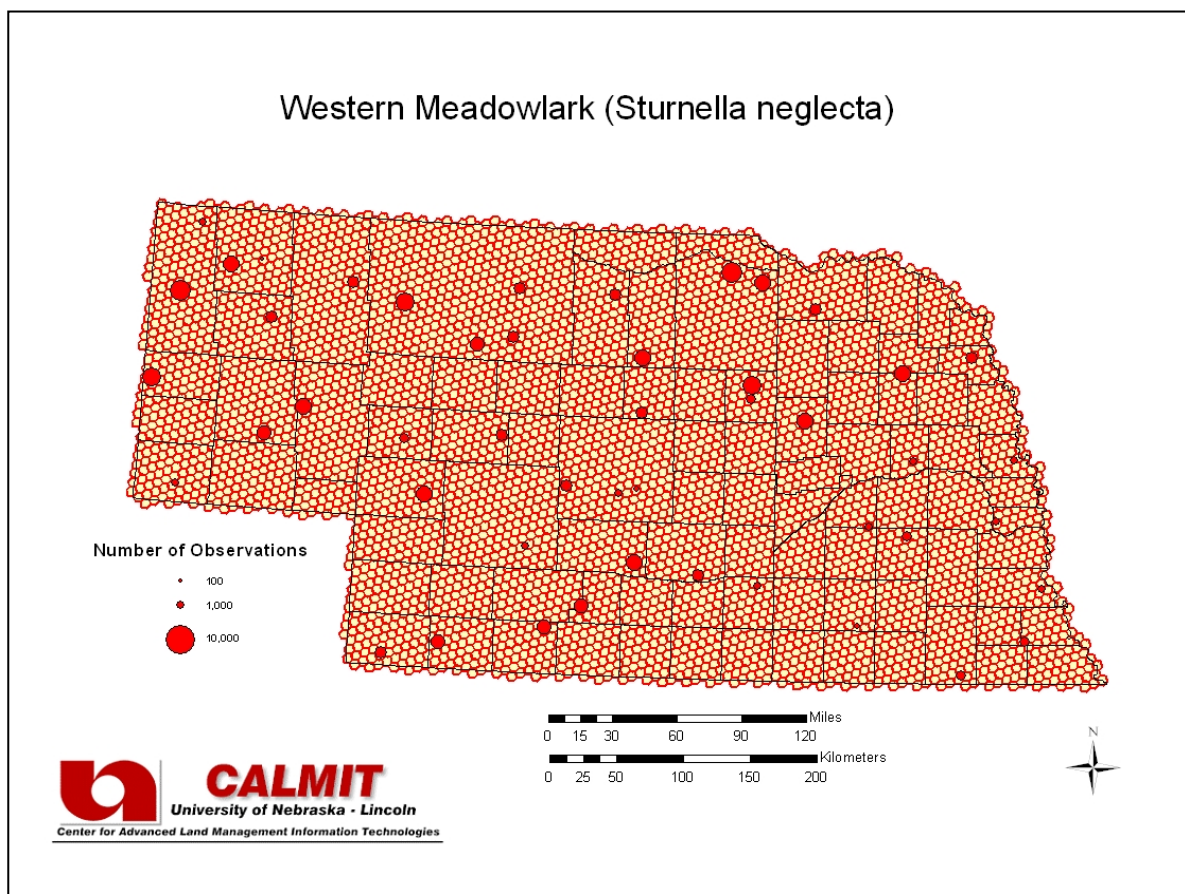 Western Meadowlark (Sturnella neglecta)
Number of Observations
100
1,000
10,000
Miles
0 15 30 60 90 120
Kilometers
0 25 50 100 150 200
N
CALMIT
University of Nebraska - Lincoln
Center for Advanced Land Management Information Technologies